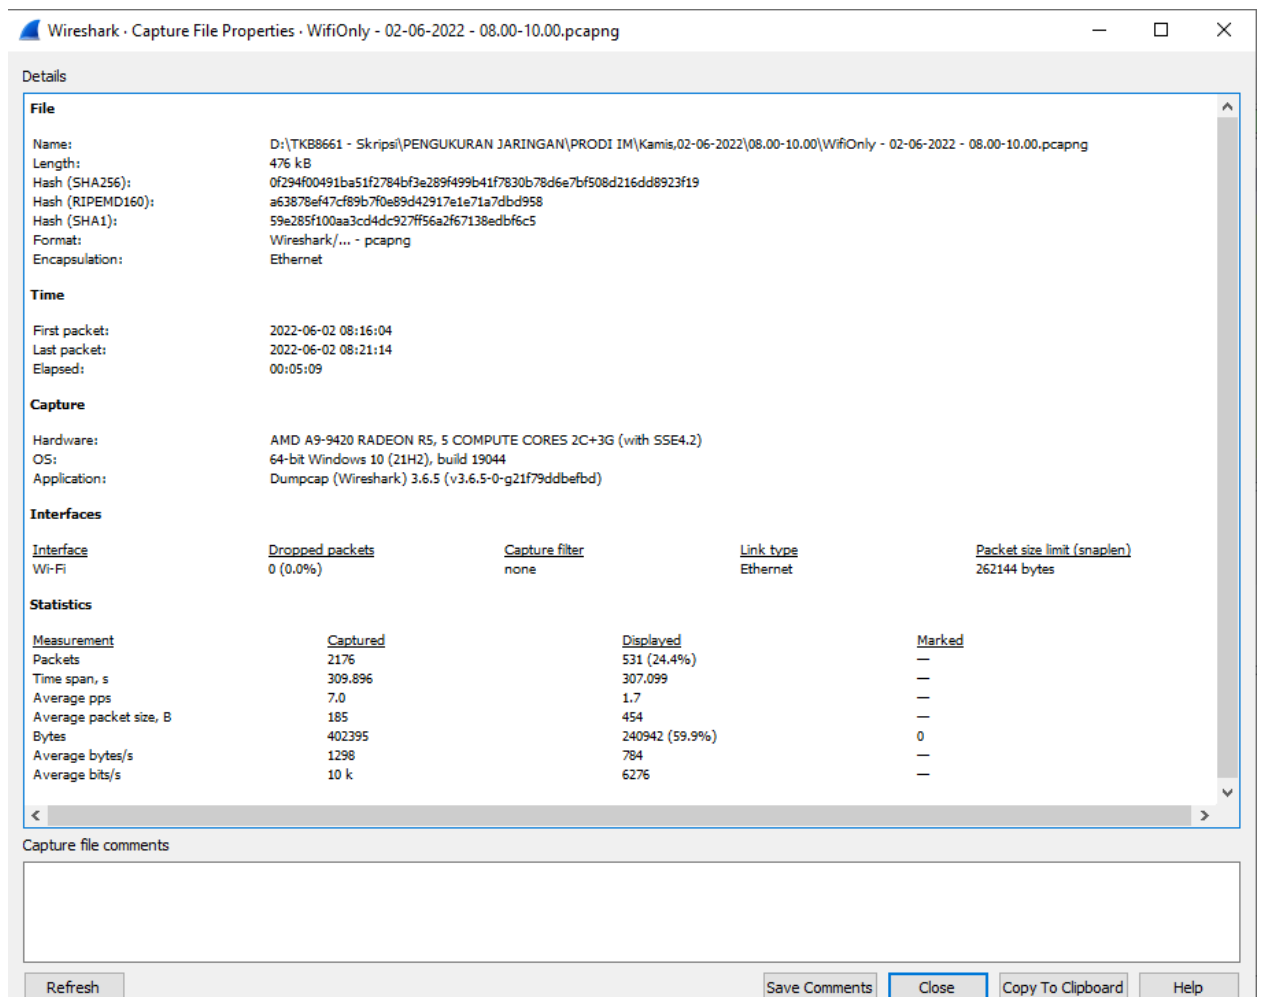 Wireshark · Capture File Properties · WifiOnly - 02-06-2022 - 08.00-10.00.pcapng
Details
File
Name: D:\TKB8661 - Skripsi\PENGUKURAN JARINGAN\PRODI IM\Kamis,02-06-2022\08.00-10.00\WifiOnly - 02-06-2022 - 08.00-10.00.pcapng
Length: 476 kB
Hash (SHA256): 0f294f00491ba51f2784bf3e289f499b41f7830b78d6e7bf508d216dd8923f19
Hash (RIPEMD160): a63878ef47cf89b7f0e89d42917e1e71a7dbd958
Hash (SHA1): 59e285f100aa3cd4dc927ff56a2f67138edbf6c5
Format: Wireshark/... - pcapng
Encapsulation: Ethernet
Time
First packet: 2022-06-02 08:16:04
Last packet: 2022-06-02 08:21:14
Elapsed: 00:05:09
Capture
Hardware: AMD A9-9420 RADEON R5, 5 COMPUTE CORES 2C+3G (with SSE4.2)
OS: 64-bit Windows 10 (21H2), build 19044
Application: Dumpcap (Wireshark) 3.6.5 (v3.6.5-0-g21f79ddbefbd)
Interfaces
Interface Dropped packets Capture filter Link type Packet size limit (snaplen)
Wi-Fi 0 (0.0%) none Ethernet 262144 bytes
Statistics
Measurement Captured Displayed Marked
Packets 2176 531 (24.4%) —
Time span, s 309.896 307.099 —
Average pps 7.0 1.7 —
Average packet size, B 185 454 —
Bytes 402395 240942 (59.9%) 0
Average bytes/s 1298 784 —
Average bits/s 10 k 6276 —
Capture file comments
Refresh Save Comments Close Copy To Clipboard Help